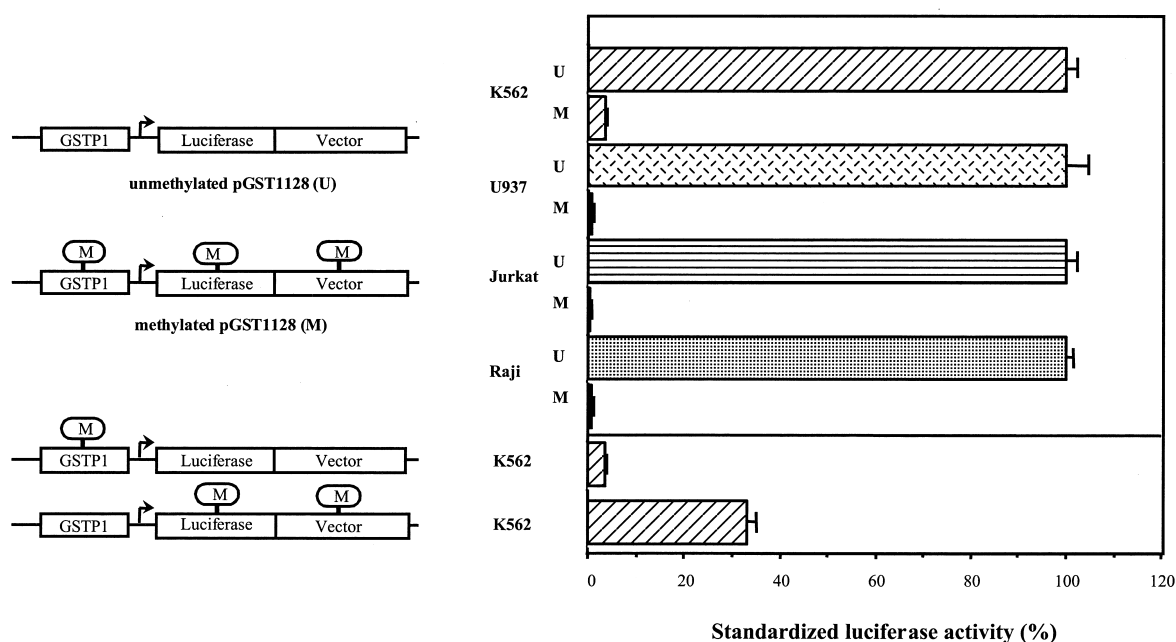 GSTP1 Luciferase Vector
unmethylated pGST1128 (U)
M M M
GSTP1 Luciferase Vector
methylated pGST1128 (M)
M
GSTP1 Luciferase Vector
M M
GSTP1 Luciferase Vector
K562
U
M
U937
U
M
Jurkat
U
M
Raji
U
M
K562
K562
0 20 40 60 80 100 120
Standardized luciferase activity (%)